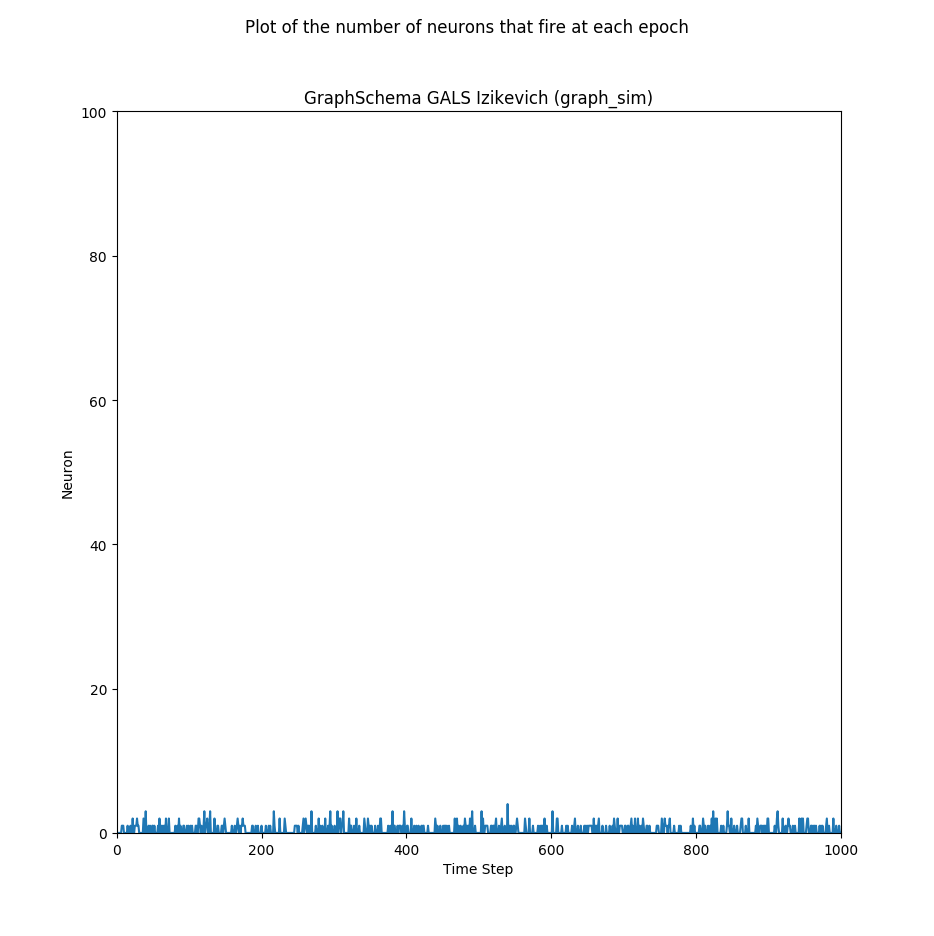 Plot of the number of neurons that fire at each epoch
GraphSchema GALS Izikevich (graph_sim)
100
80
60
40
20
0
Neuron
0 200 400 600 800 1000
Time Step